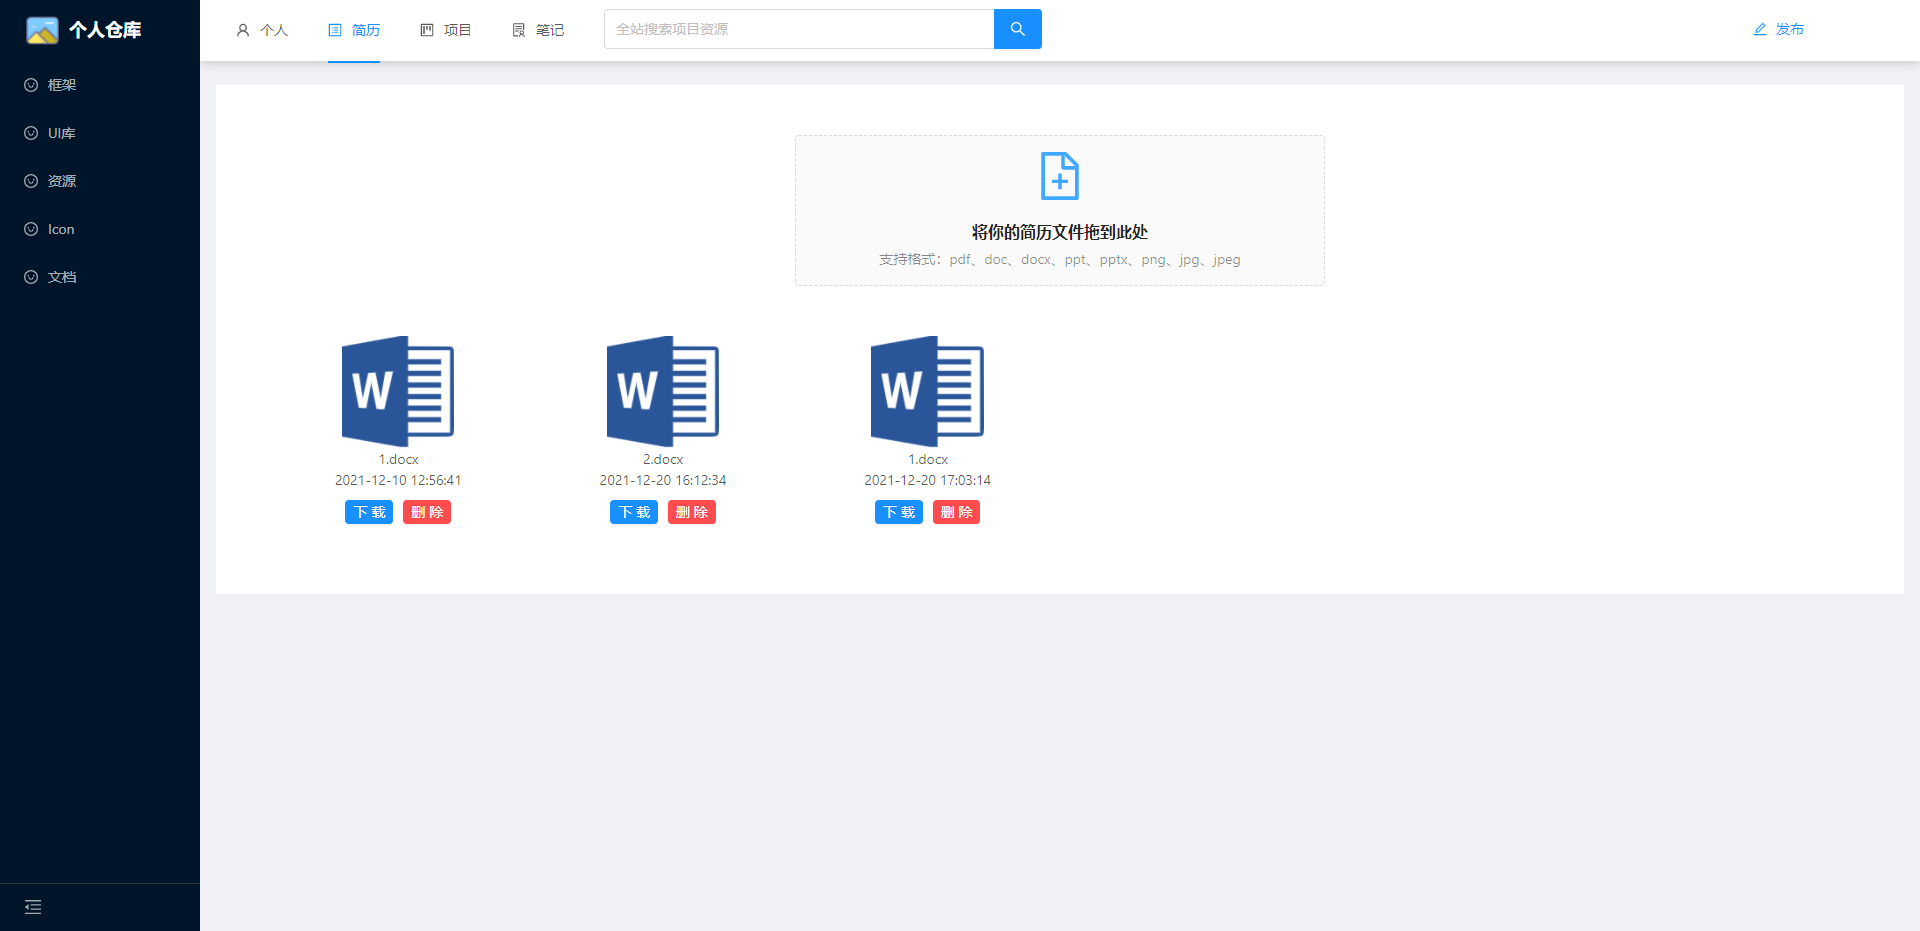 个人仓库
框架
UI库
资源
Icon
文档
个人 简历 项目 笔记
全站搜索项目资源
发布
将你的简历文件拖到此处
支持格式：pdf、doc、docx、ppt、pptx、png、jpg、jpeg
W
1.docx
2021-12-10 12:56:41
下 载 删 除
W
2.docx
2021-12-20 16:12:34
下 载 删 除
W
1.docx
2021-12-20 17:03:14
下 载 删 除